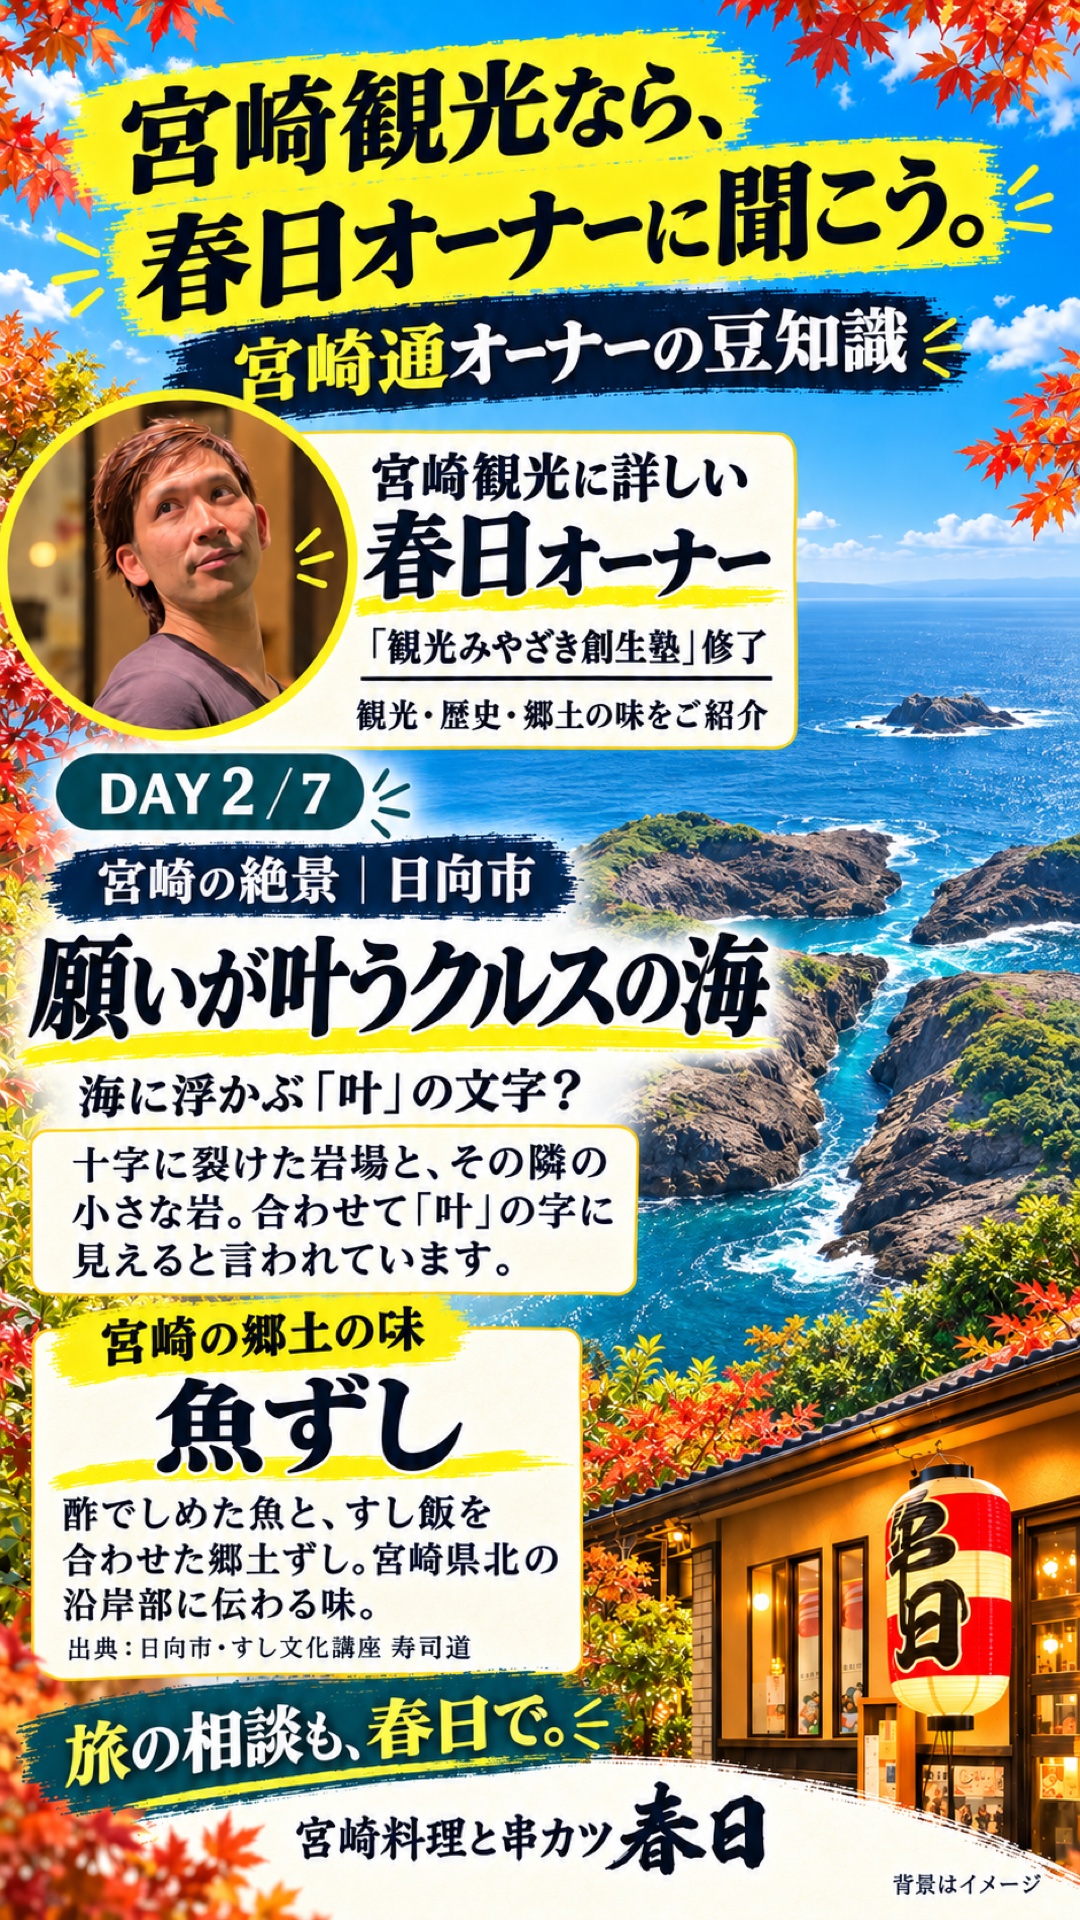 宮崎観光なら、
春日オーナーに聞こう。
宮崎通オーナーの豆知識
宮崎観光に詳しい
春日オーナー
「観光みやざき創生塾」修了
観光・歴史・郷土の味をご紹介
DAY 2/7
宮崎の絶景｜日向市
願いが叶うクルスの海
海に浮かぶ「叶」の文字？
十字に裂けた岩場と、その隣の
小さな岩。合わせて「叶」の字に
見えると言われています。
宮崎の郷土の味
魚ずし
酢でしめた魚と、すし飯を
合わせた郷土ずし。宮崎県北の
沿岸部に伝わる味。
出典：日向市・すし文化講座 寿司道
旅の相談も、春日で。
宮崎料理と串カツ 春日
背景はイメージ